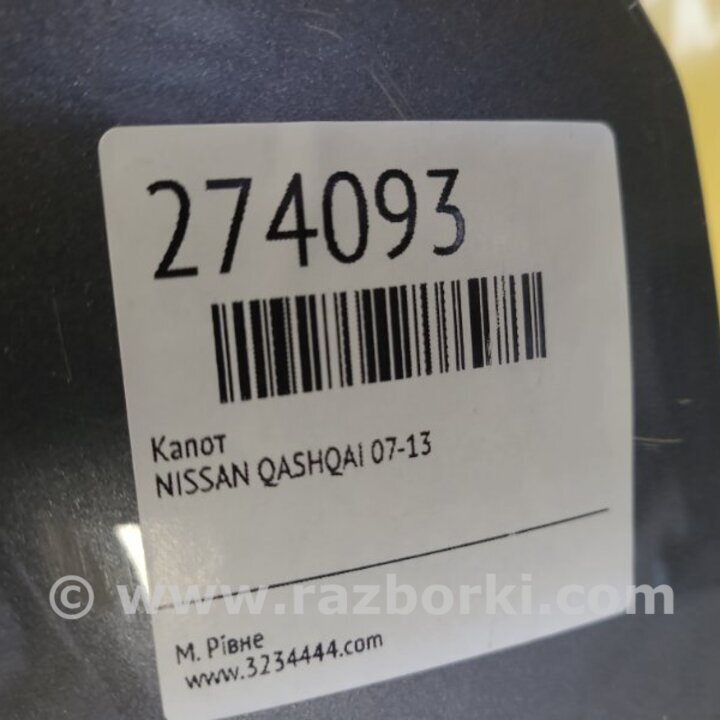 274093
Капот
NISSAN QASHQAI 07-13
© www.razborki.com
М. Рівне
www.3234444.com